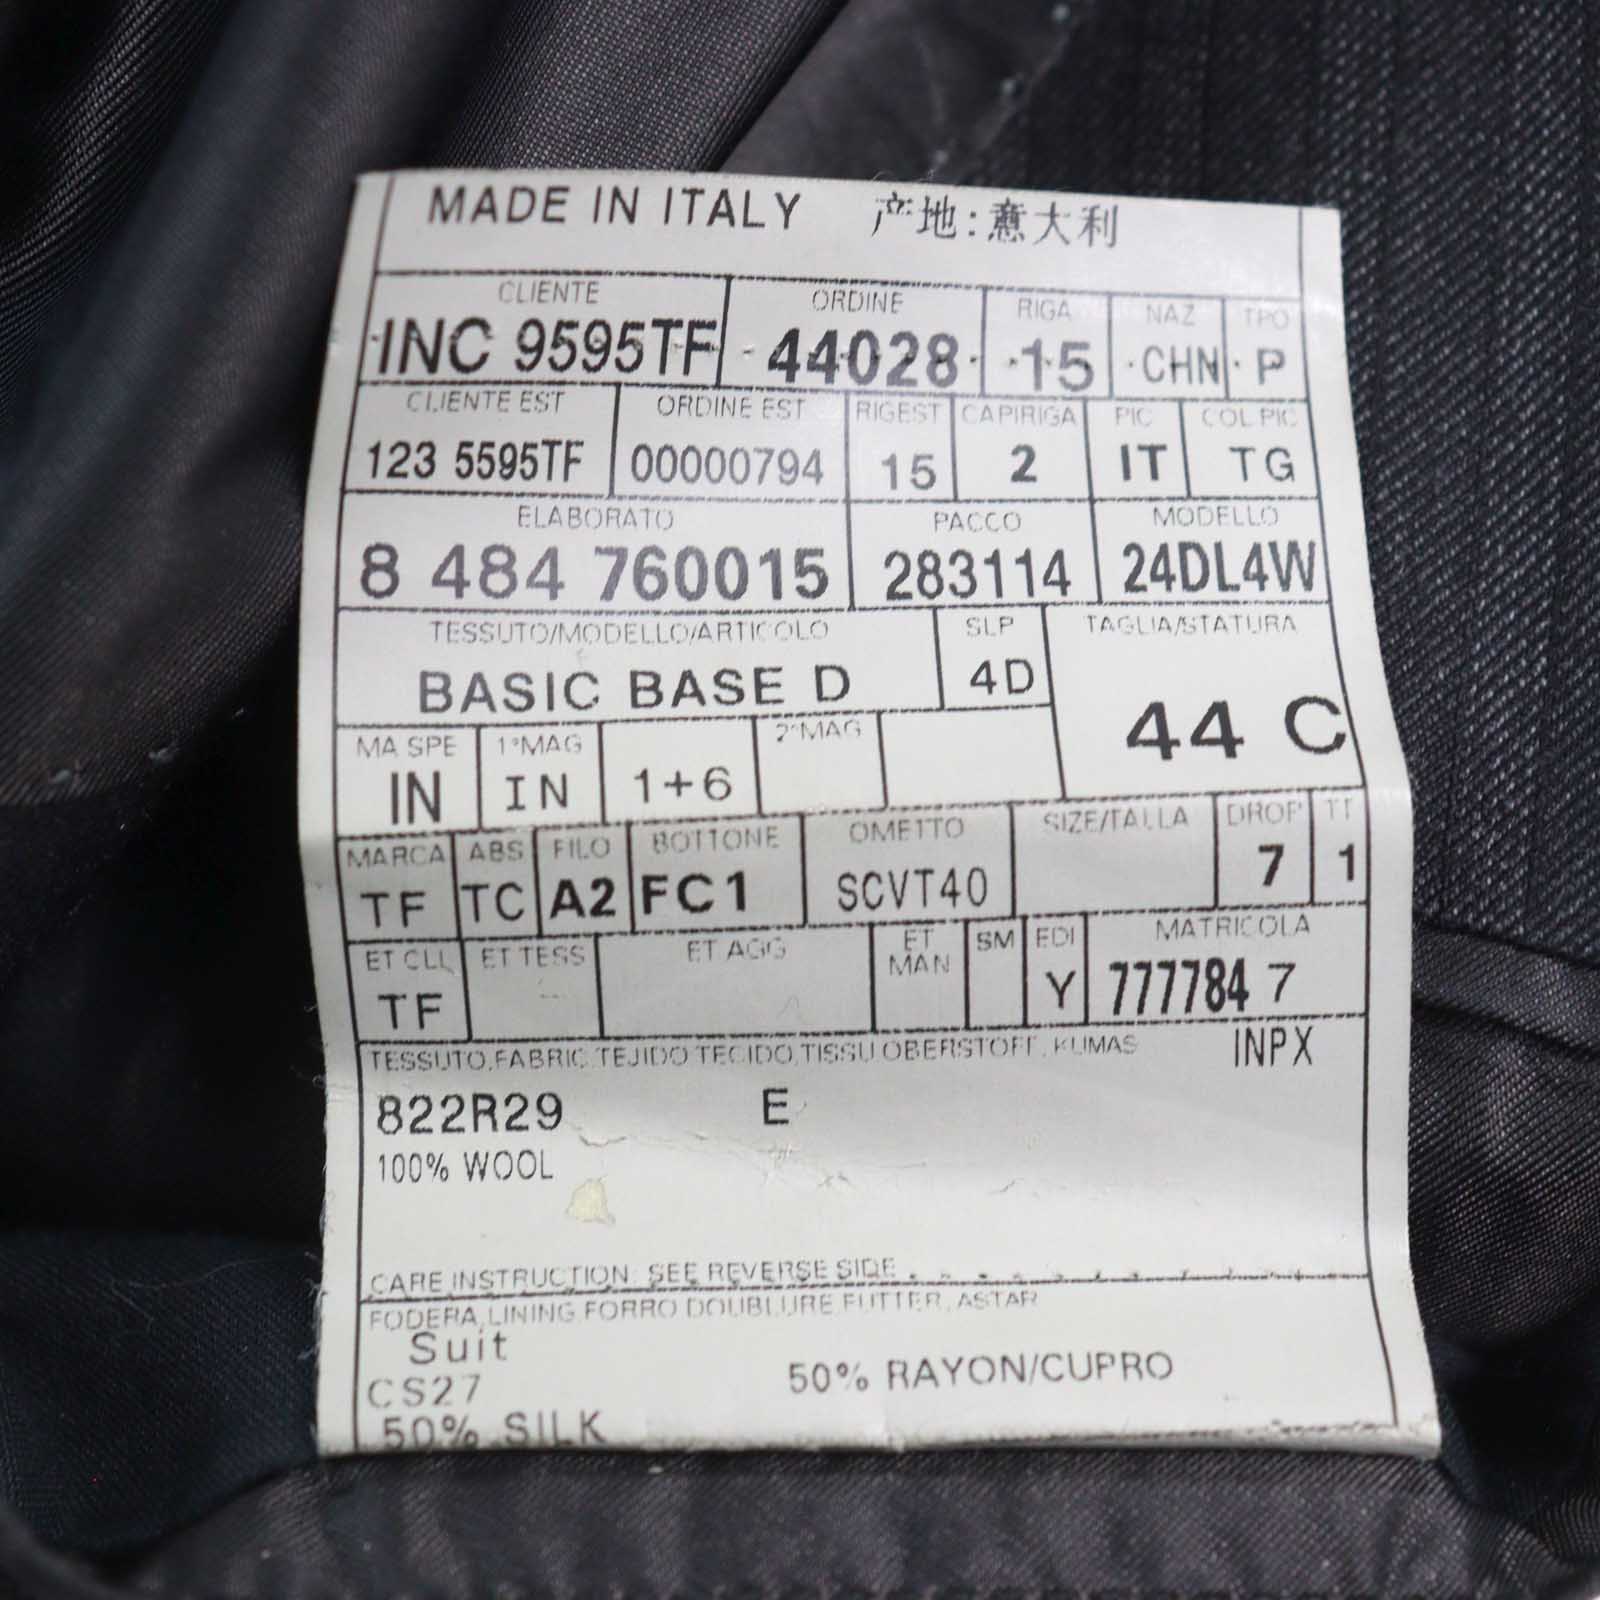 MADE IN ITALY 产地:意大利
CLIENTE ORDINE RIGA NAZ TPO
INC 9595TF 44028 15 CHN P
CLIENTE EST ORDINE EST RIGEST CAPIRIGA PIC COL PIC
123 5595TF 00000794 15 2 IT TG
ELABORATO PACCO MODELLO
8 484 760015 283114 24DL4W
TESSUTO/MODELLO/ARTICOLO SLP TAGLIA/STATURA
BASIC BASE D 4D 44 C
MA SPE 1°MAG 2°MAG
IN IN 1+6
MARCA ABS FILO BOTTONE OMETTO SIZE/TALLA DROP TT
TF TC A2 FC1 SCVT40 7 1
ET CLL ET TESS ET AGG ET MAN SM EDI MATRICOLA
TF Y 777784 7
TESSUTO,FABRIC,TEJIDO,TECIDO,TISSU,OBERSTOFF, KUMAS INPX
822R29 E
100% WOOL
CARE INSTRUCTION: SEE REVERSE SIDE
FODERA,LINING,FORRO DOUBLURE FUTTER, ASTAR
Suit
CS27 50% RAYON/CUPRO
50% SILK